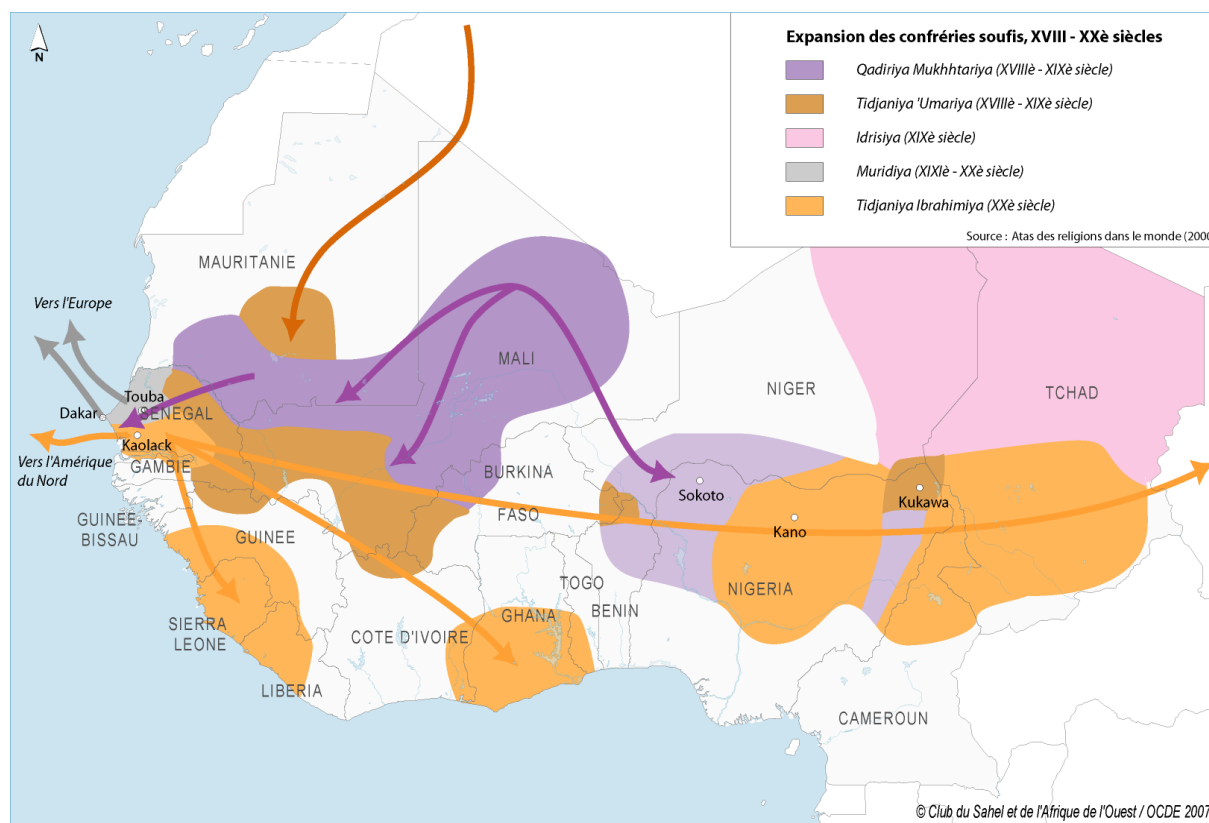 N
Expansion des confréries soufis, XVIII - XXè siècles
Qadiriya Mukhhtariya (XVIIIè - XIXè siècle)
Tidjaniya 'Umariya (XVIIIè - XIXè siècle)
Idrisiya (XIXè siècle)
Muridiya (XIXIè - XXè siècle)
Tidjaniya Ibrahimiya (XXè siècle)
Source : Atas des religions dans le monde (2000
MAURITANIE
Vers l'Europe
MALI
NIGER
TCHAD
Touba
Dakar
SENEGAL
Kaolack
Vers l'Amérique
du Nord
GAMBIE
BURKINA
FASO
Sokoto
Kukawa
Kano
GUINEE-
BISSAU
GUINEE
NIGERIA
TOGO
BENIN
GHANA
SIERRA
LEONE
COTE D'IVOIRE
LIBERIA
CAMEROUN
© Club du Sahel et de l'Afrique de l'Ouest / OCDE 2007